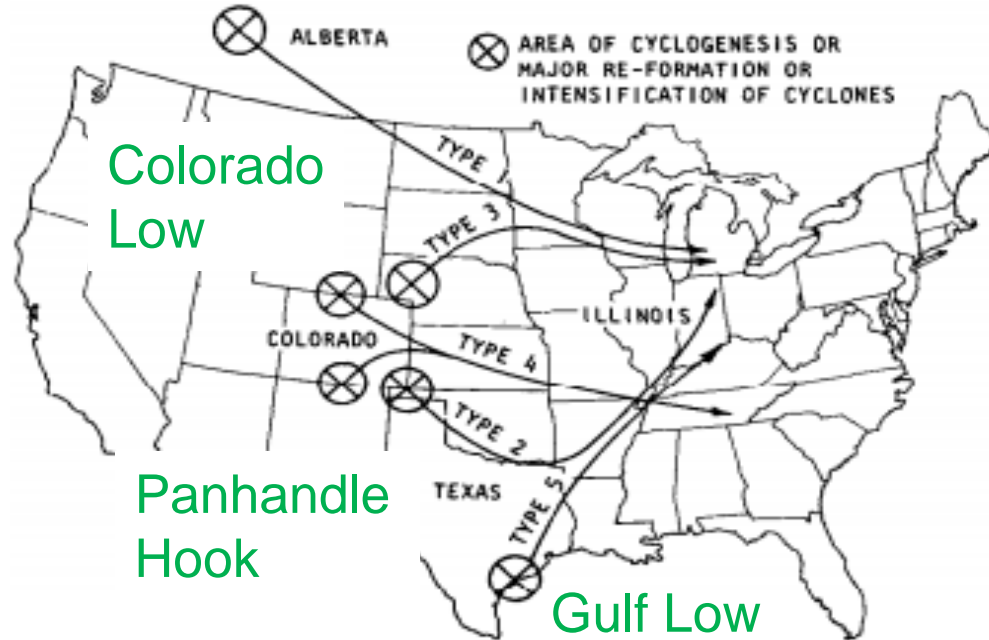 ALBERTA
AREA OF CYCLOGENESIS OR
MAJOR RE-FORMATION OR
INTENSIFICATION OF CYCLONES
TYPE 1
Colorado
Low
TYPE 3
ILLINOIS
COLORADO
TYPE 4
TYPE 2
Panhandle
Hook
TEXAS
TYPE 5
Gulf Low